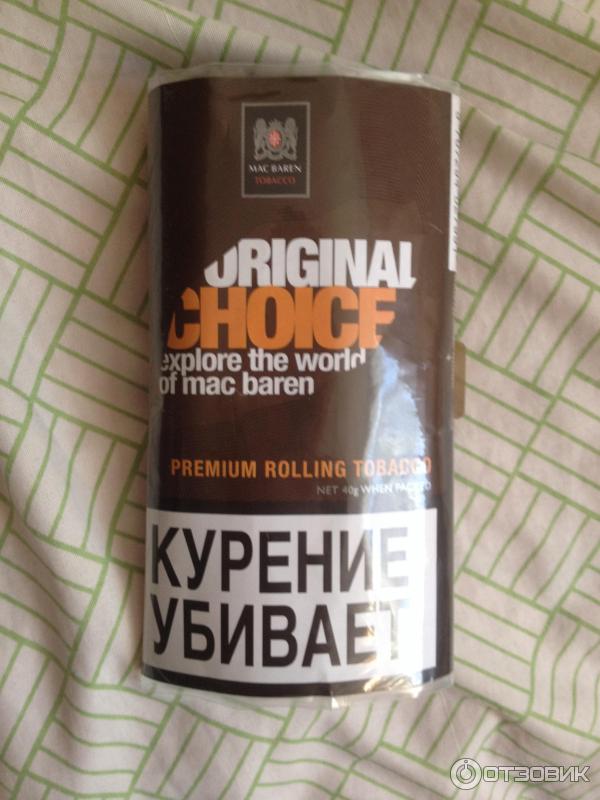 MAC BAREN
TOBACCO
ORIGINAL
CHOICE
explore the world
of mac baren
PREMIUM ROLLING TOBACCO
NET 40g WHEN PACKED
КУРЕНИЕ
УБИВАЕТ
ОТЗОВИК